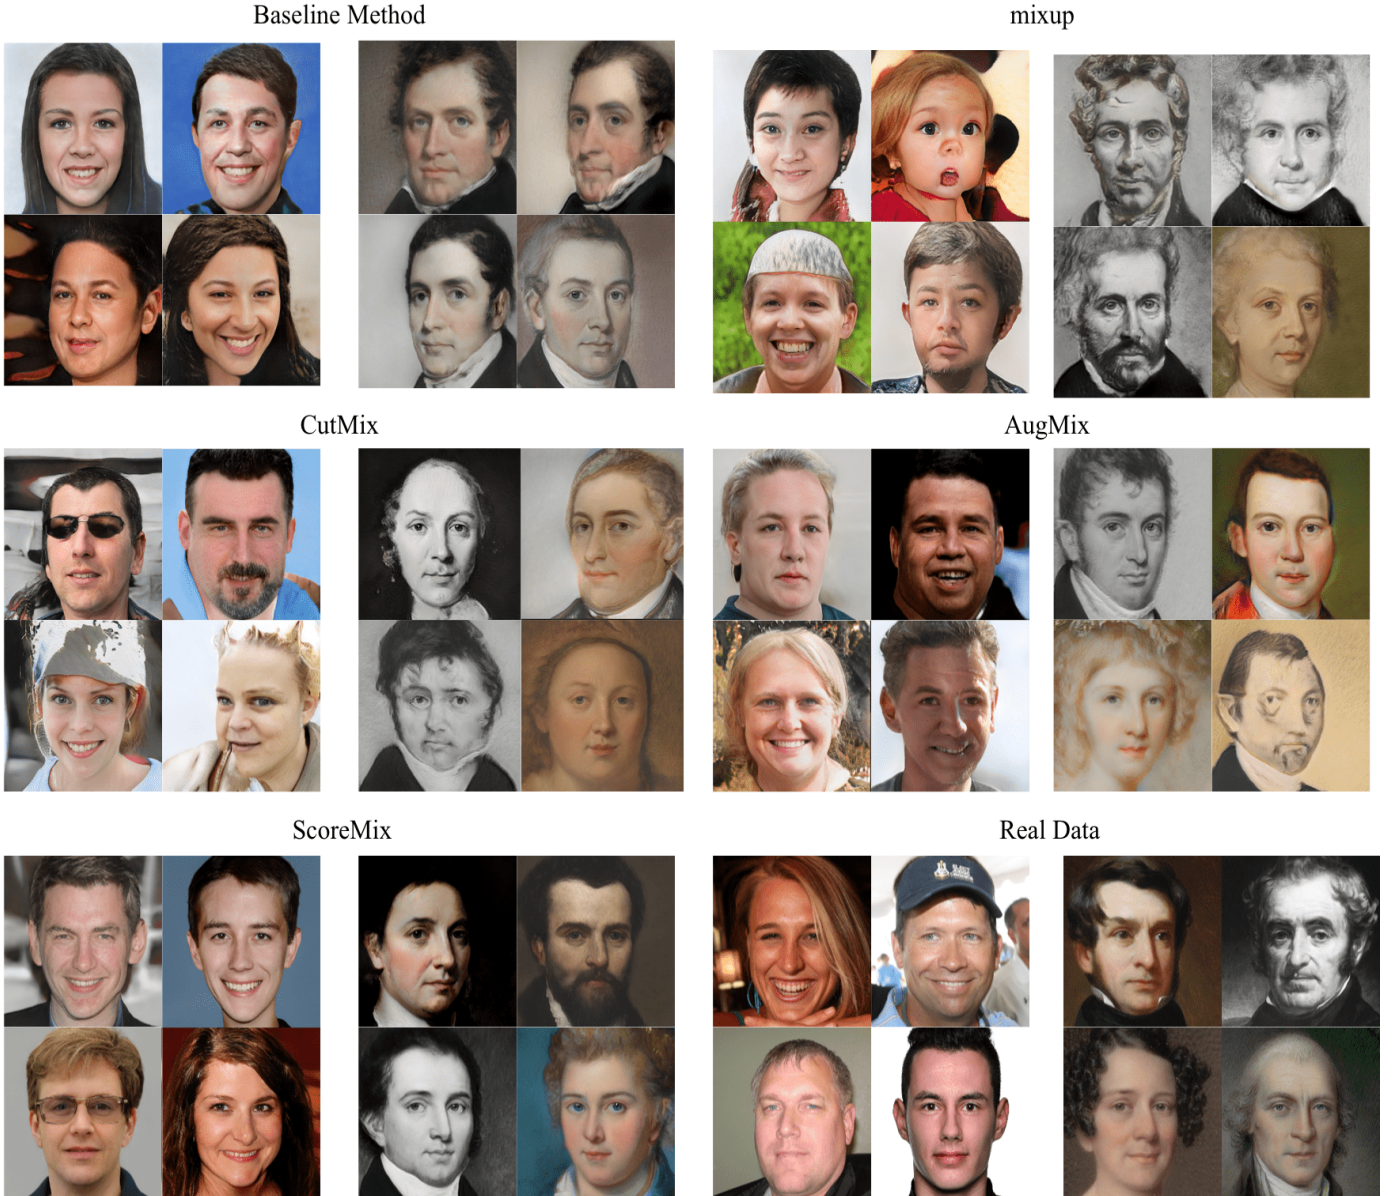 Baseline Method
mixup
CutMix
AugMix
ScoreMix
Real Data